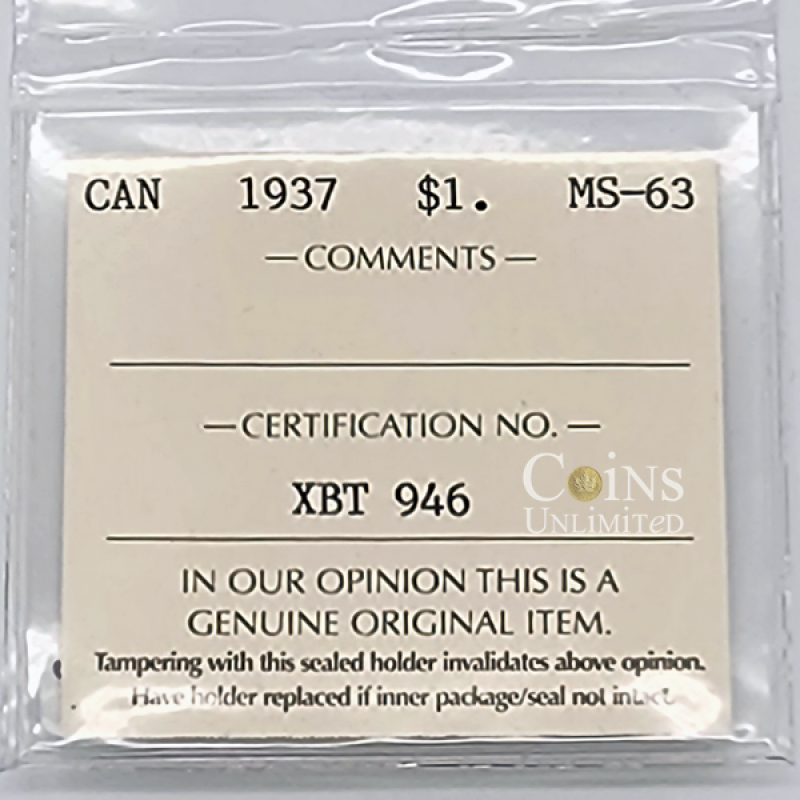 CAN 1937 $1. MS-63
—COMMENTS—
—CERTIFICATION NO.—
XBT 946
COiNS
UNLIMITeD
IN OUR OPINION THIS IS A
GENUINE ORIGINAL ITEM.
Tampering with this sealed holder invalidates above opinion.
Have holder replaced if inner package/seal not intact.